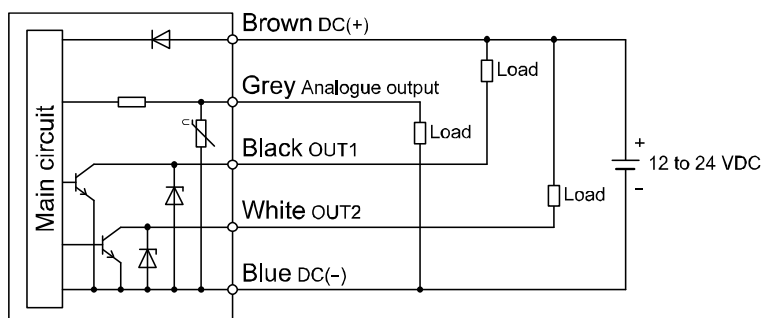 Main circuit
Brown DC(+)
Load
Grey Analogue output
Load
Black OUT1
+
12 to 24 VDC
−
White OUT2
Load
Blue DC(−)